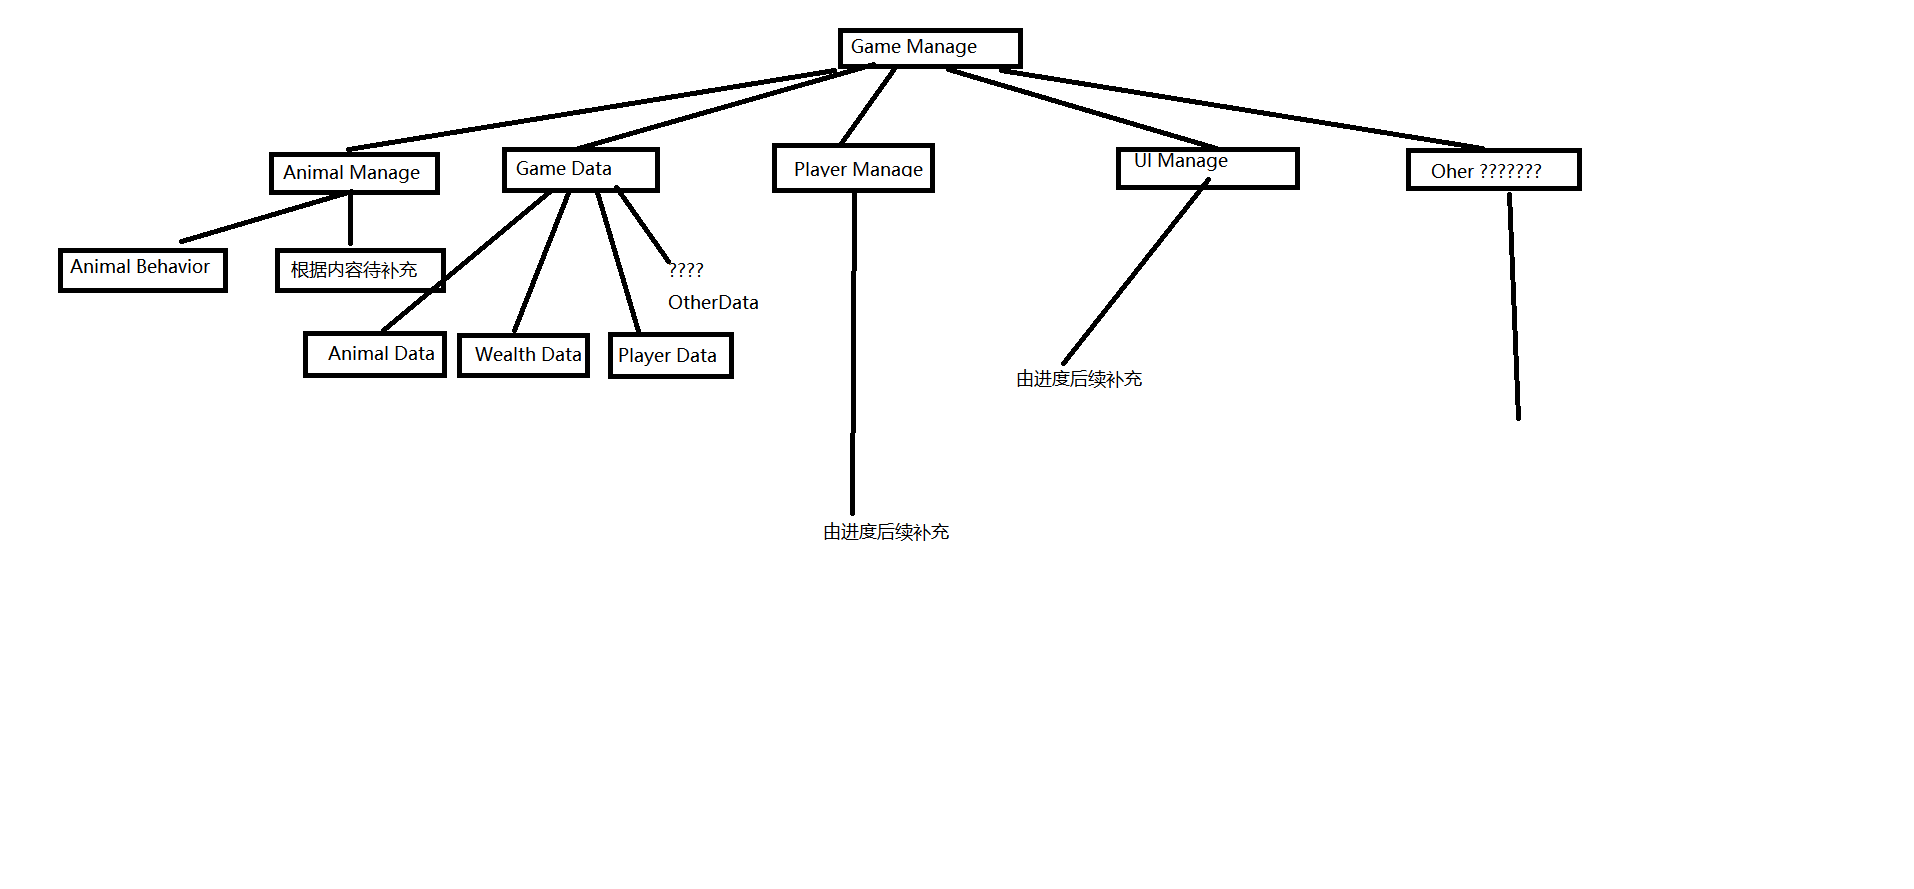 Game Manage
Animal Manage
Game Data
Player Manage
UI Manage
Oher ???????
Animal Behavior
根据内容待补充
????
OtherData
Animal Data
Wealth Data
Player Data
由进度后续补充
由进度后续补充